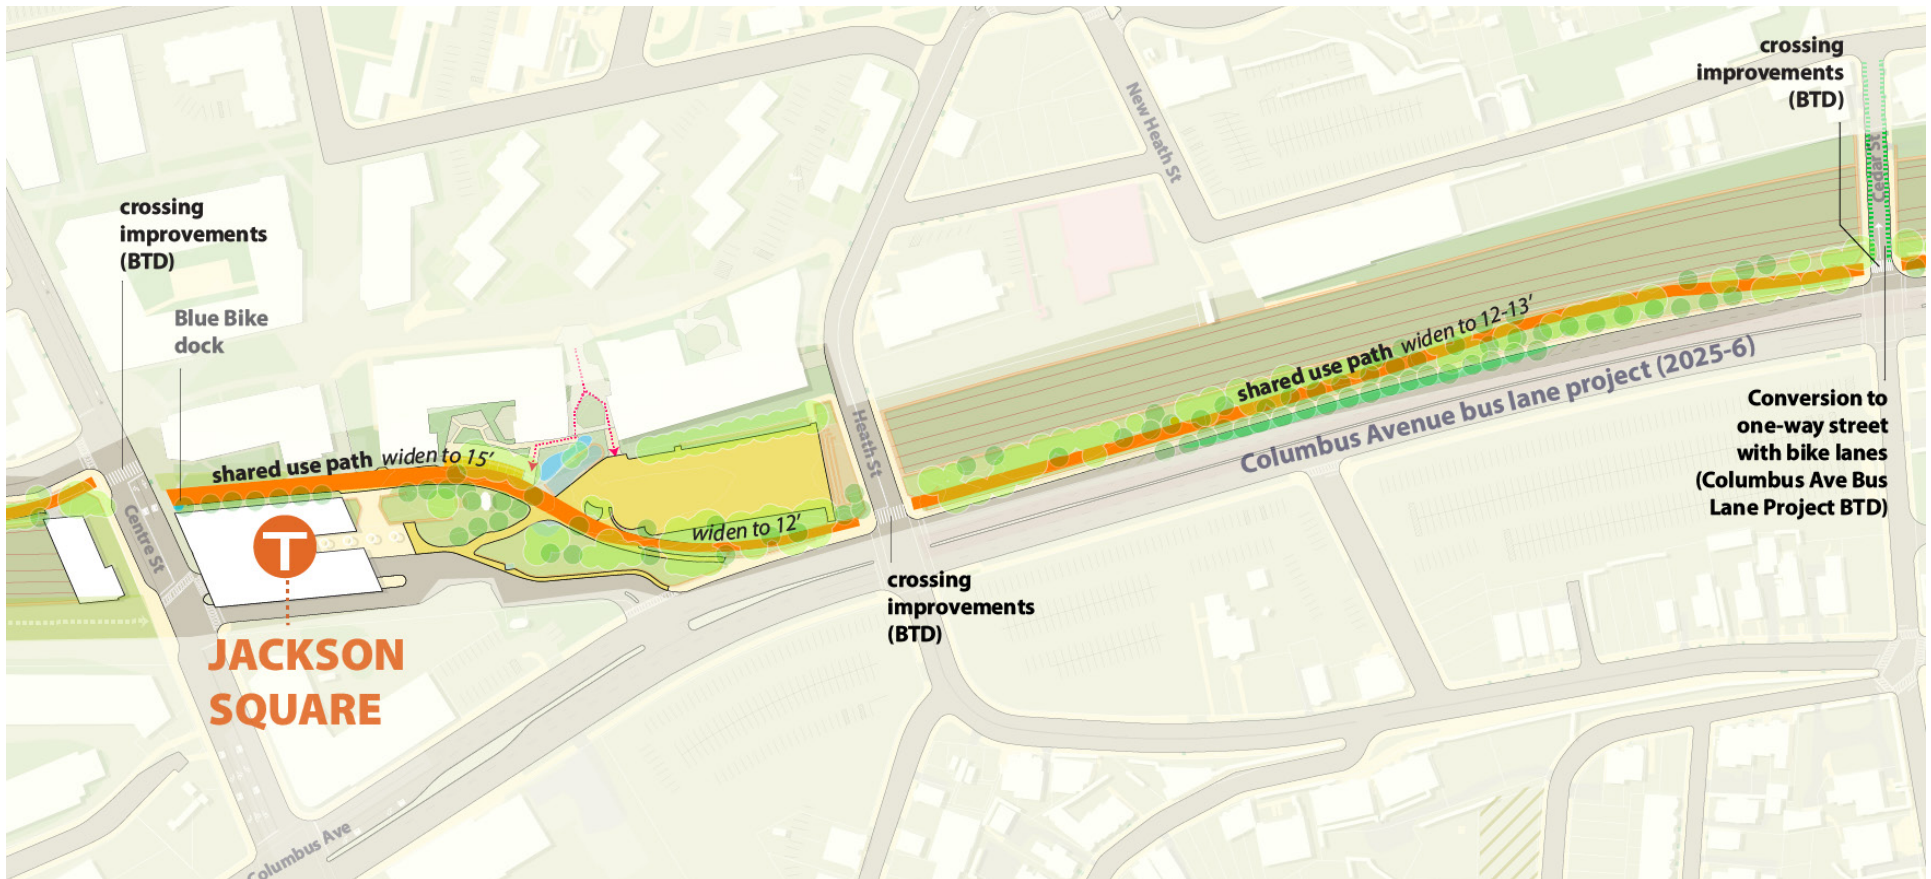 crossing
improvements
(BTD)
New Heath St
Cedar St
crossing
improvements
(BTD)
Blue Bike
dock
shared use path widen to 12-13’
Columbus Avenue bus lane project (2025-6)
Conversion to
one-way street
with bike lanes
(Columbus Ave Bus
Lane Project BTD)
Heath St
shared use path widen to 15’
Centre St
T
widen to 12’
crossing
improvements
(BTD)
JACKSON
SQUARE
Columbus Ave